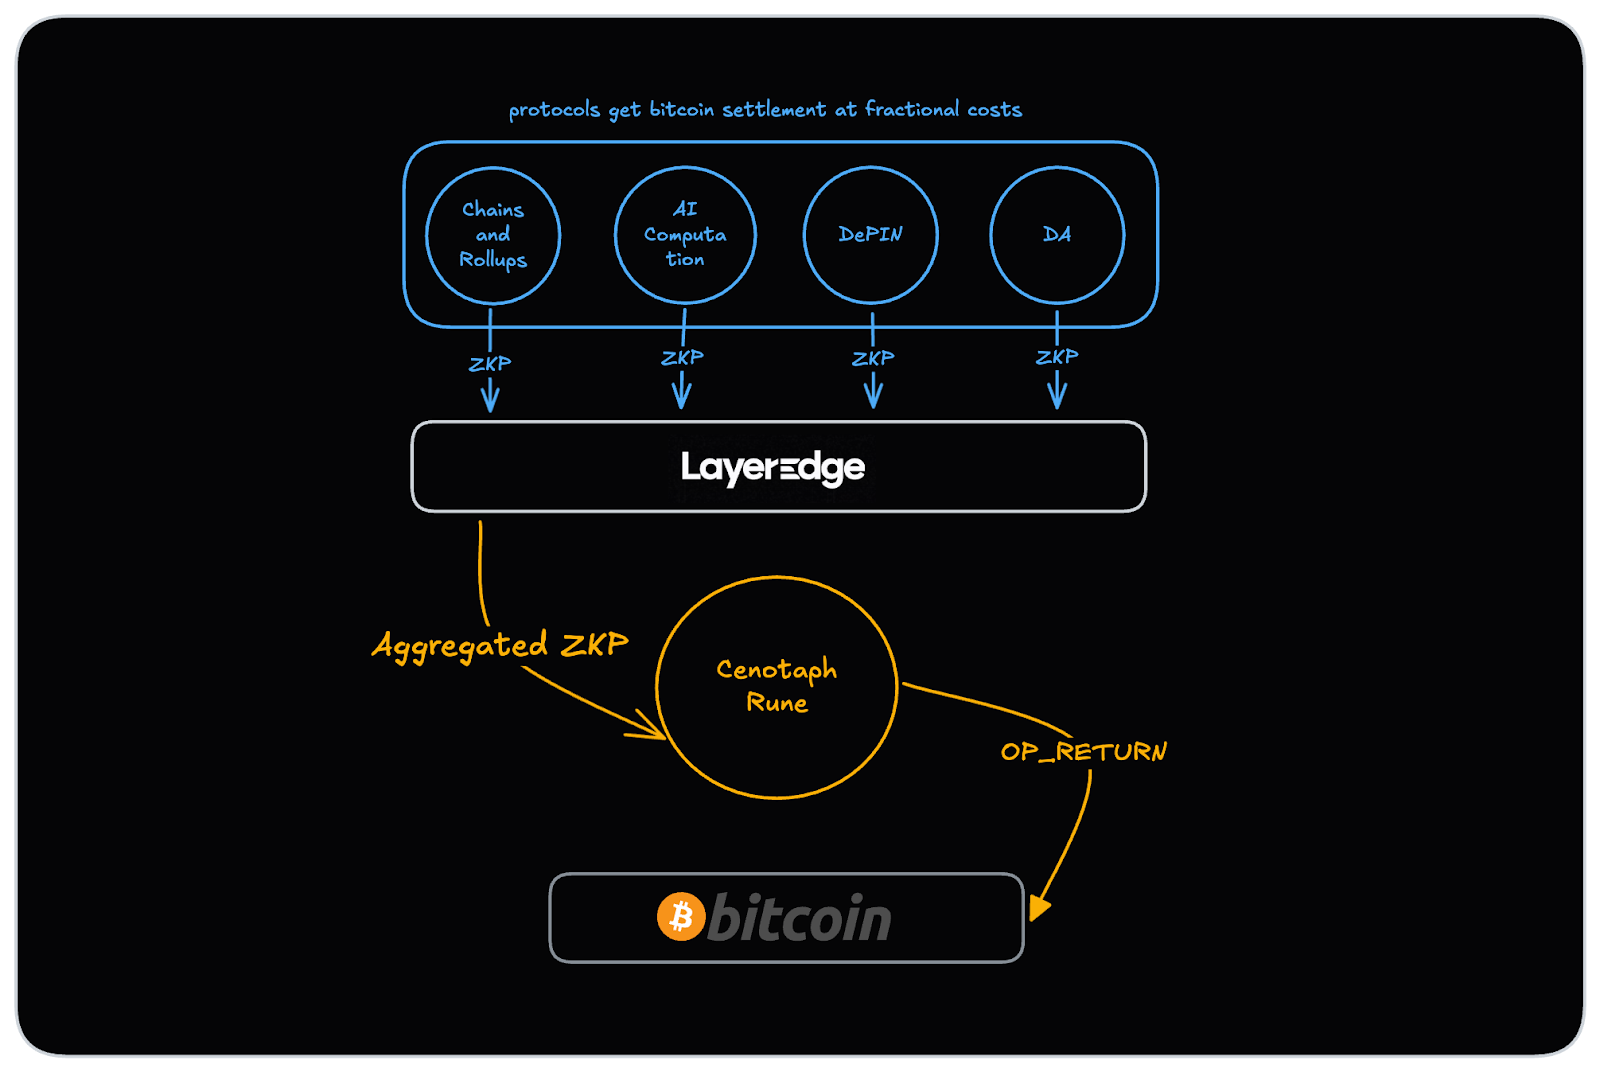 protocols get bitcoin settlement at fractional costs
Chains
and
Rollups
AI
Computa
tion
DePIN
DA
ZKP
ZKP
ZKP
ZKP
LayerEdge
Aggregated ZKP
Cenotaph
Rune
OP_RETURN
bitcoin